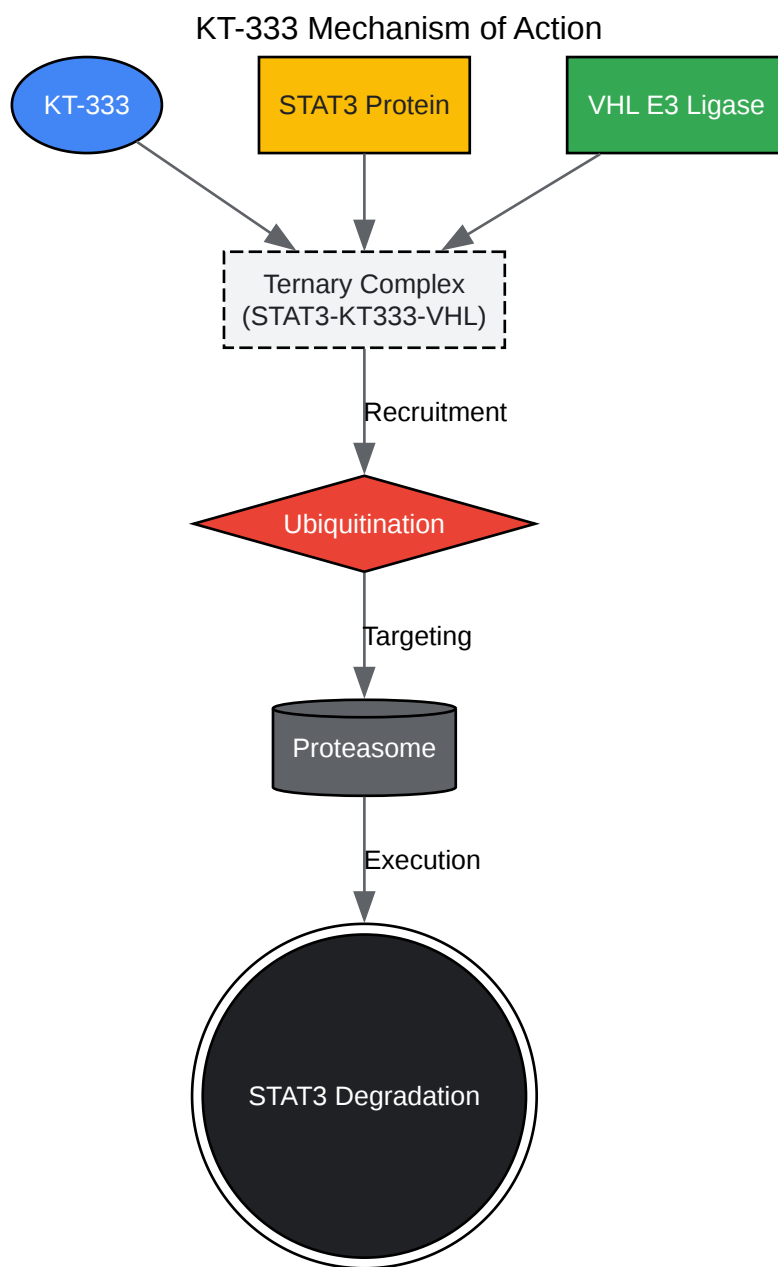 KT-333 Mechanism of Action
KT-333
STAT3 Protein
VHL E3 Ligase
Ternary Complex
(STAT3-KT333-VHL)
Recruitment
Ubiquitination
Targeting
Proteasome
Execution
STAT3 Degradation